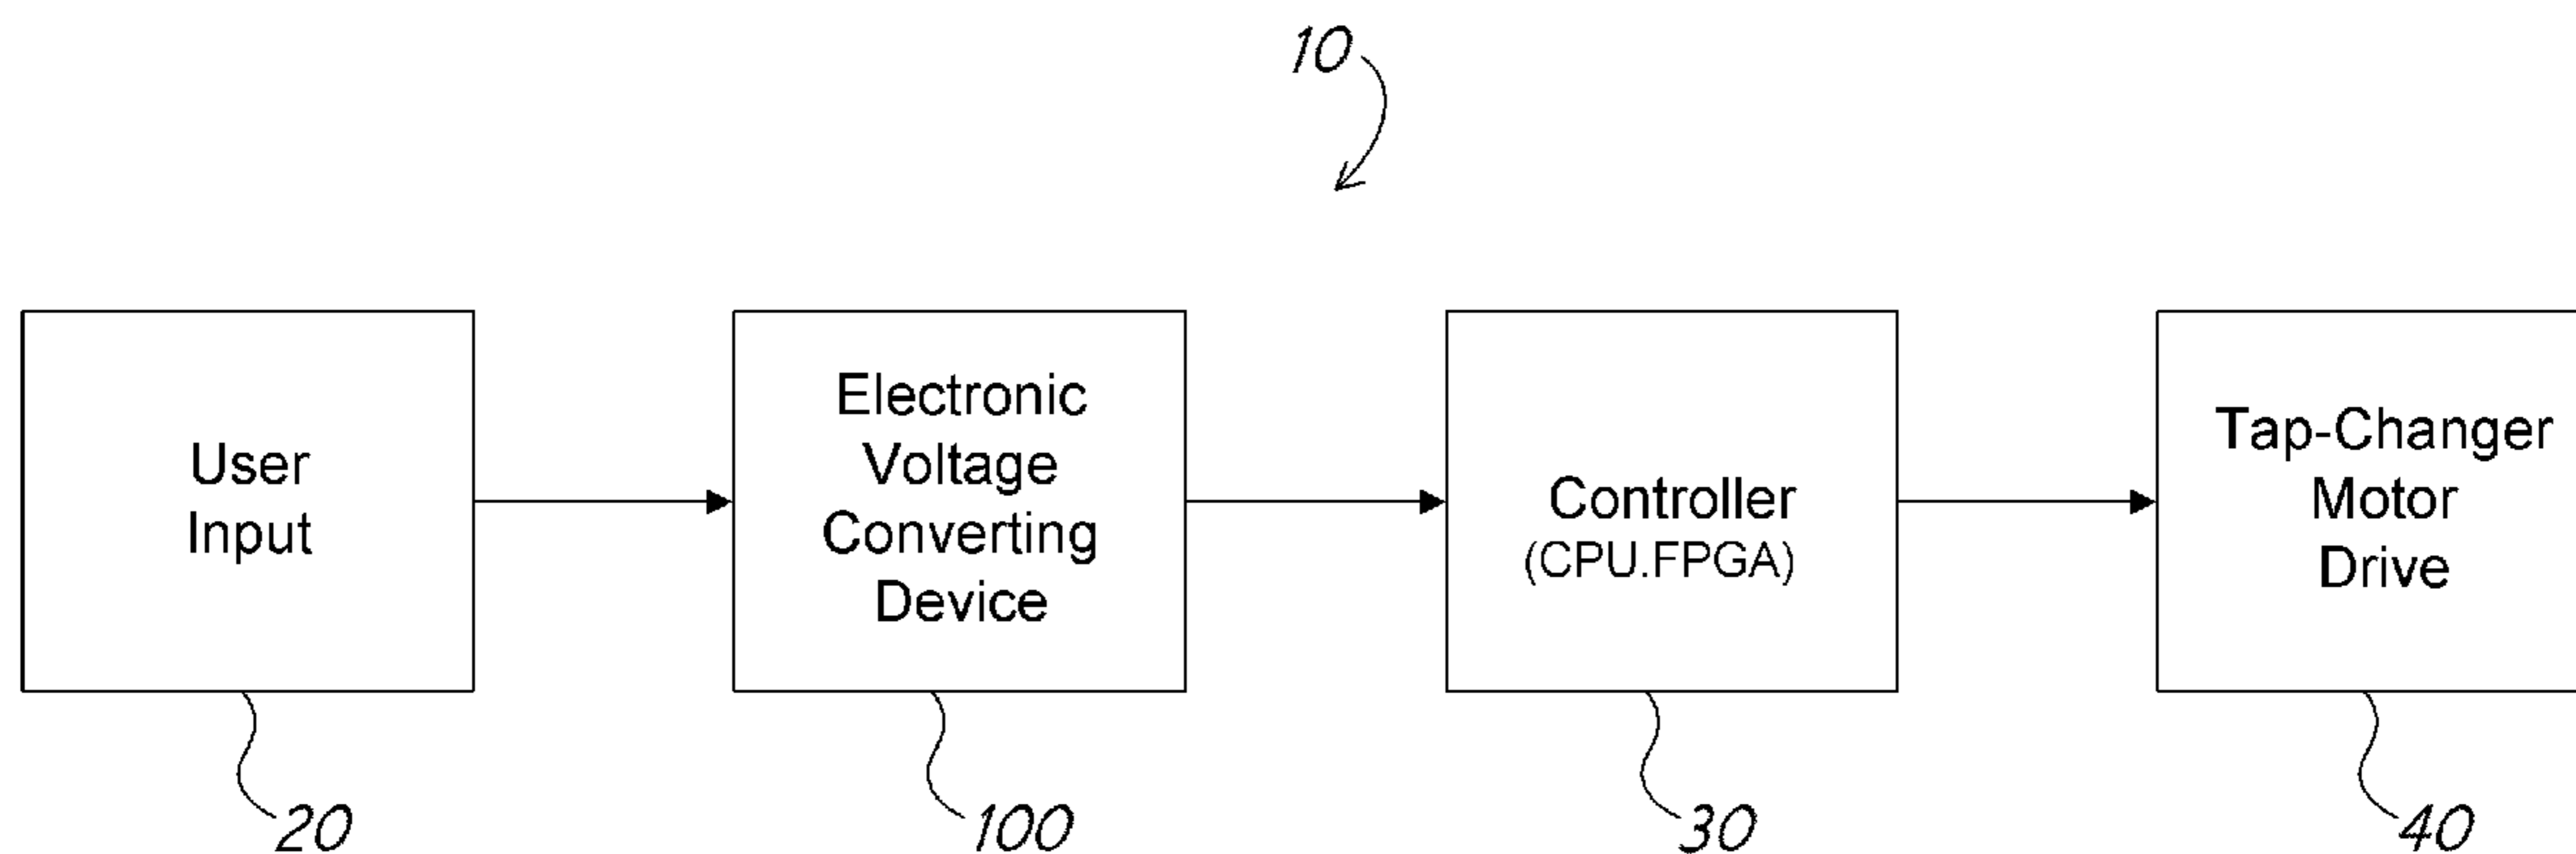 10
User
Input
Electronic
Voltage
Converting
Device
Controller
(CPU.FPGA)
Tap-Changer
Motor
Drive
20
100
30
40